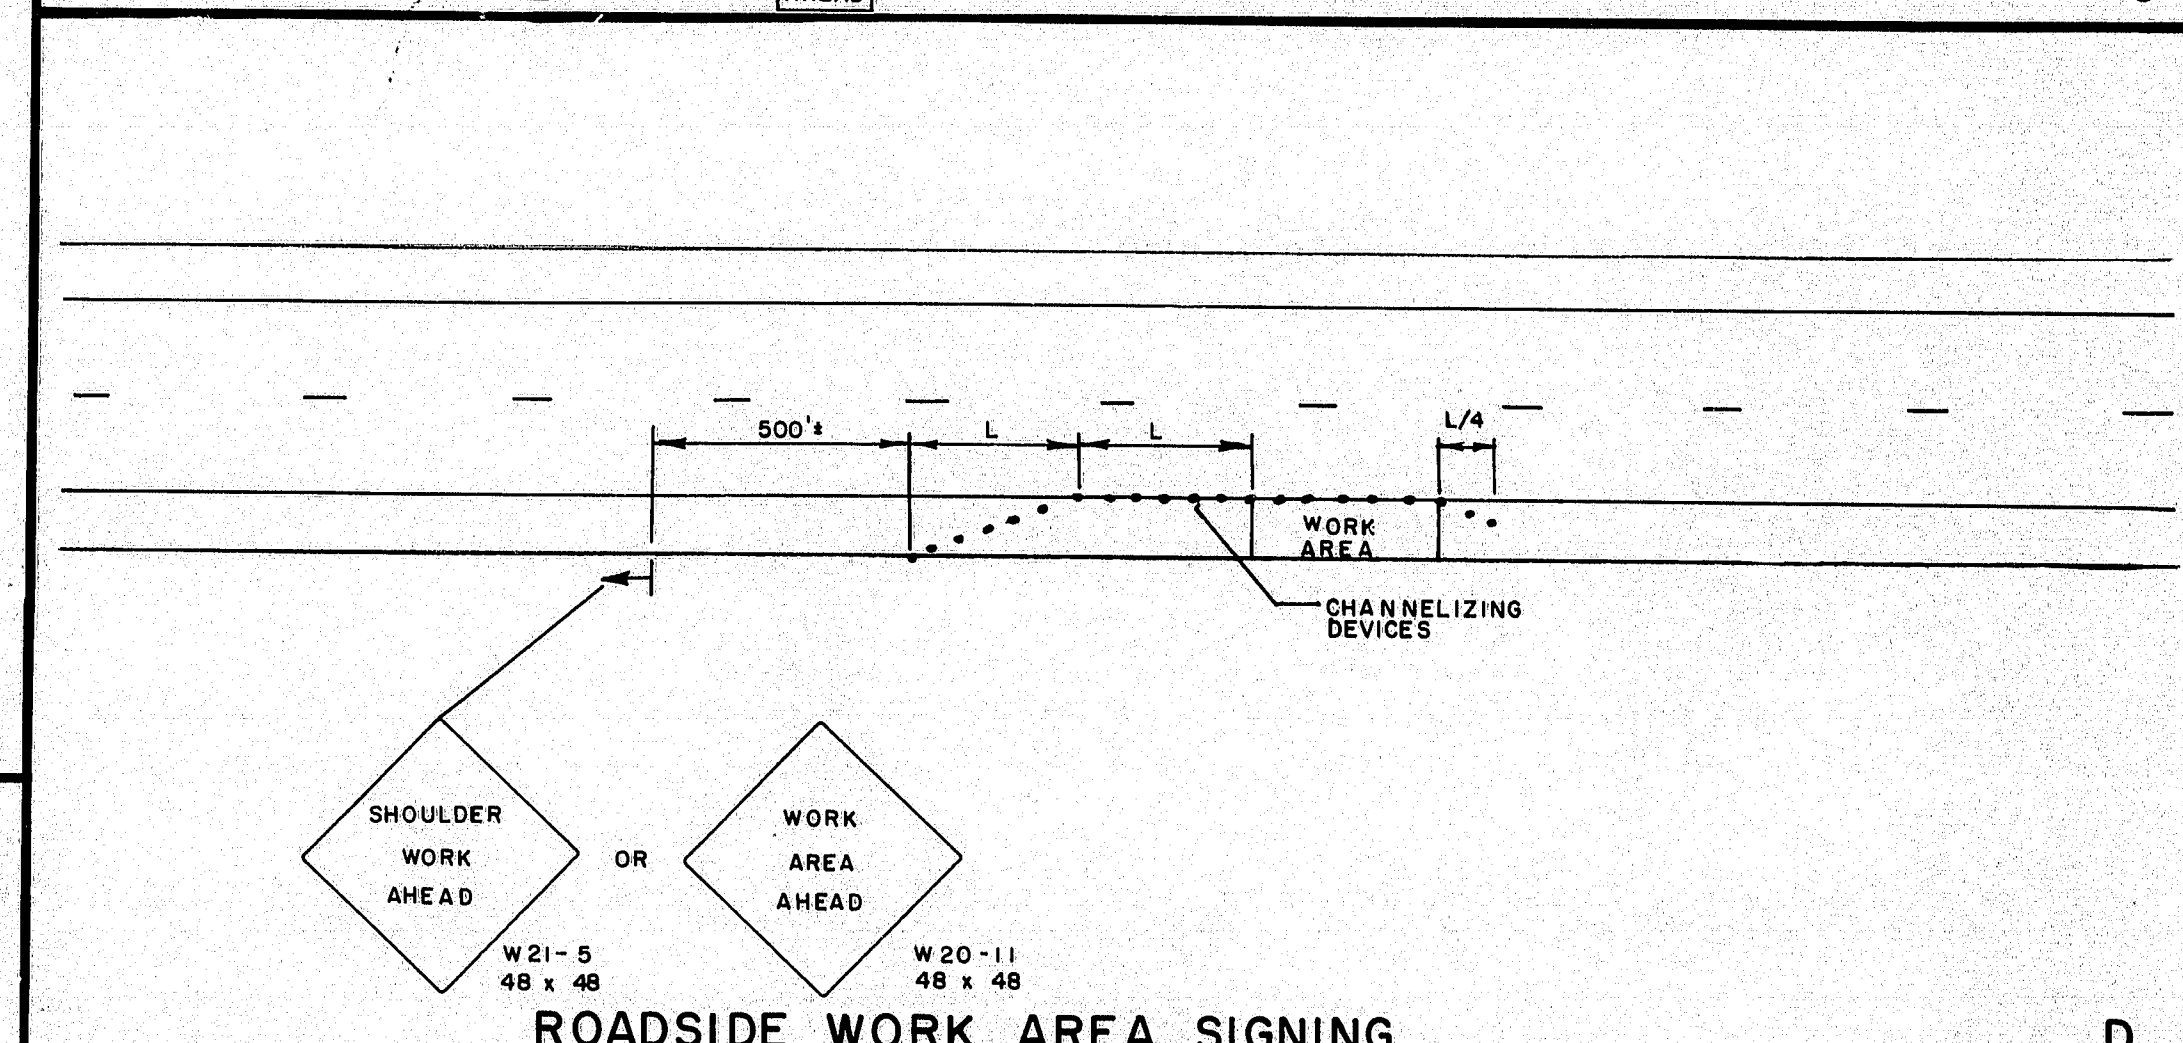 500'±
L
L
L/4
WORK
AREA
CHANNELIZING
DEVICES
SHOULDER
WORK
AHEAD
OR
WORK
AREA
AHEAD
W21-5
48 x 48
W20-11
48 x 48
ROADSIDE WORK AREA SIGNING
D